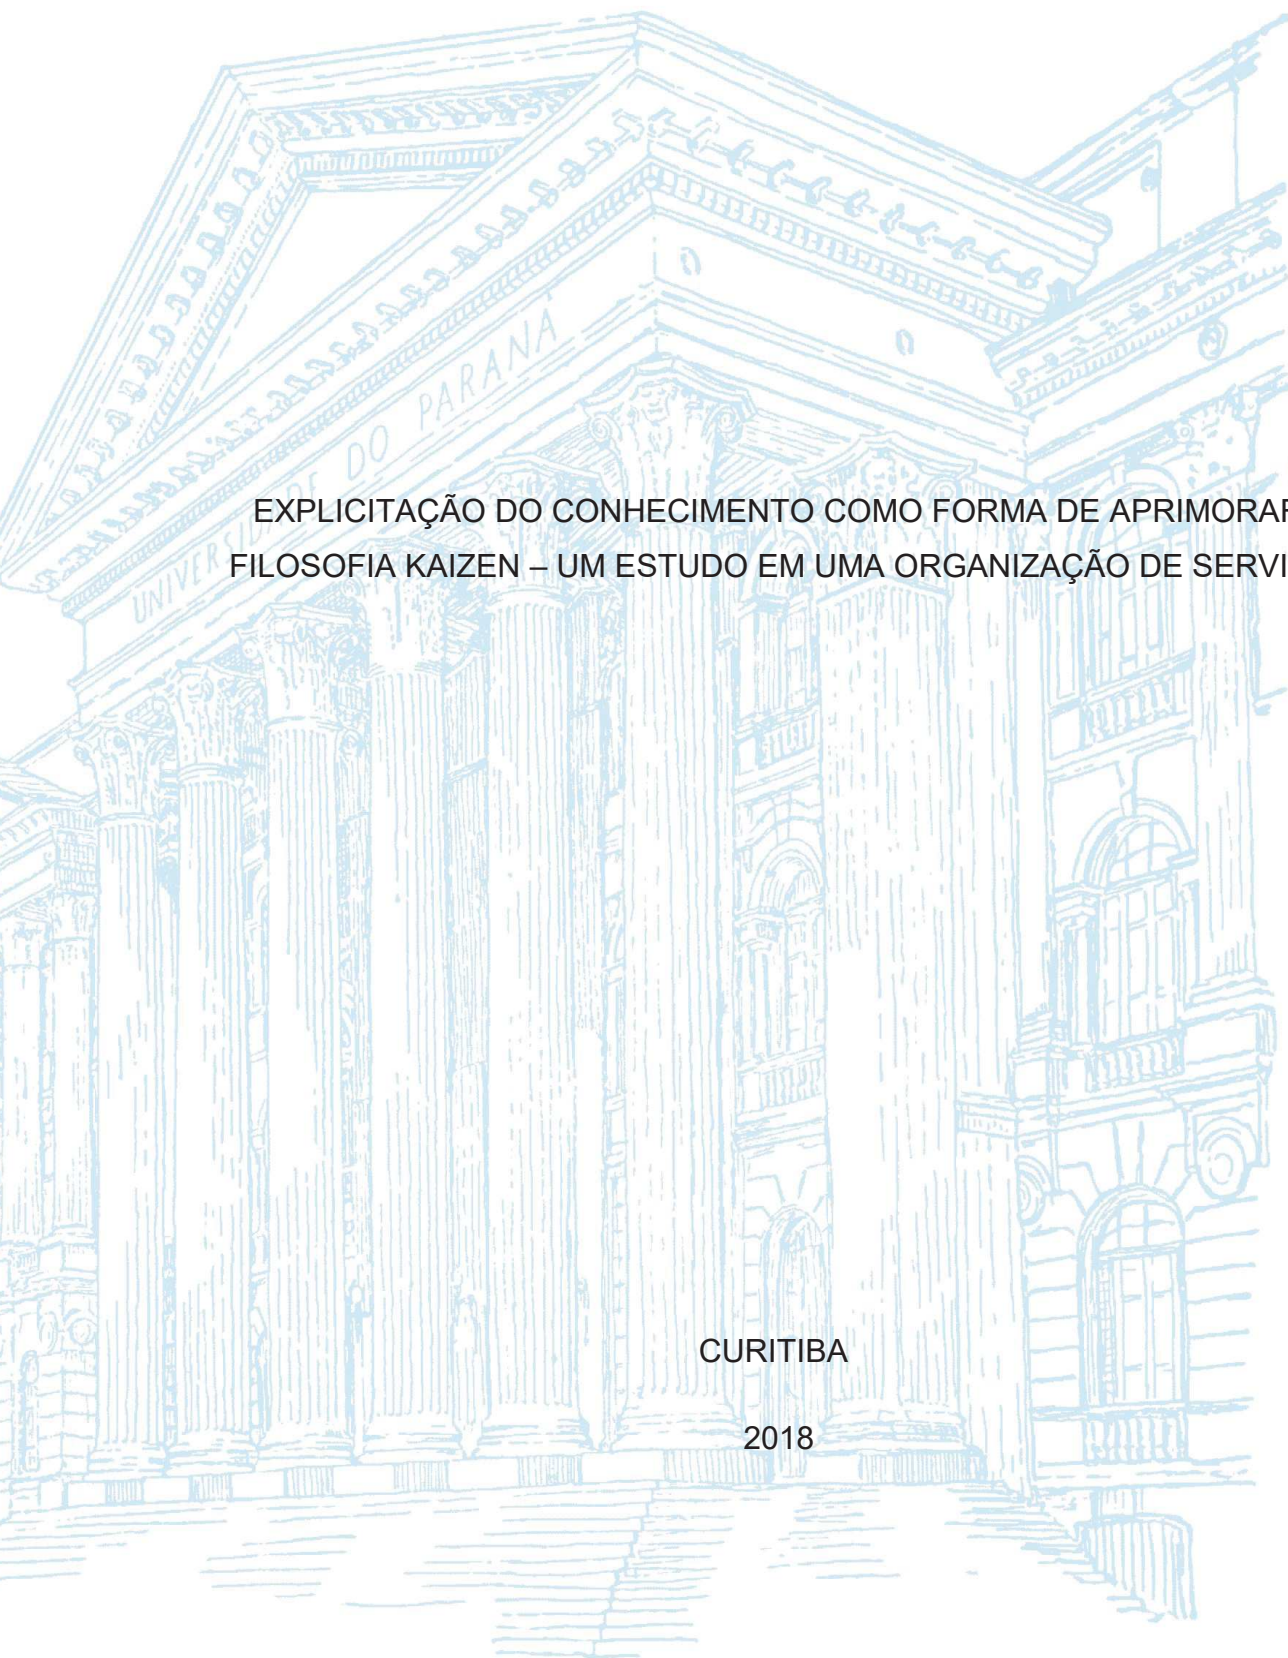 UNIVERSIDADE DO PARANÁ
EXPLICITAÇÃO DO CONHECIMENTO COMO FORMA DE APRIMORAR
FILOSOFIA KAIZEN – UM ESTUDO EM UMA ORGANIZAÇÃO DE SERVI
CURITIBA
2018